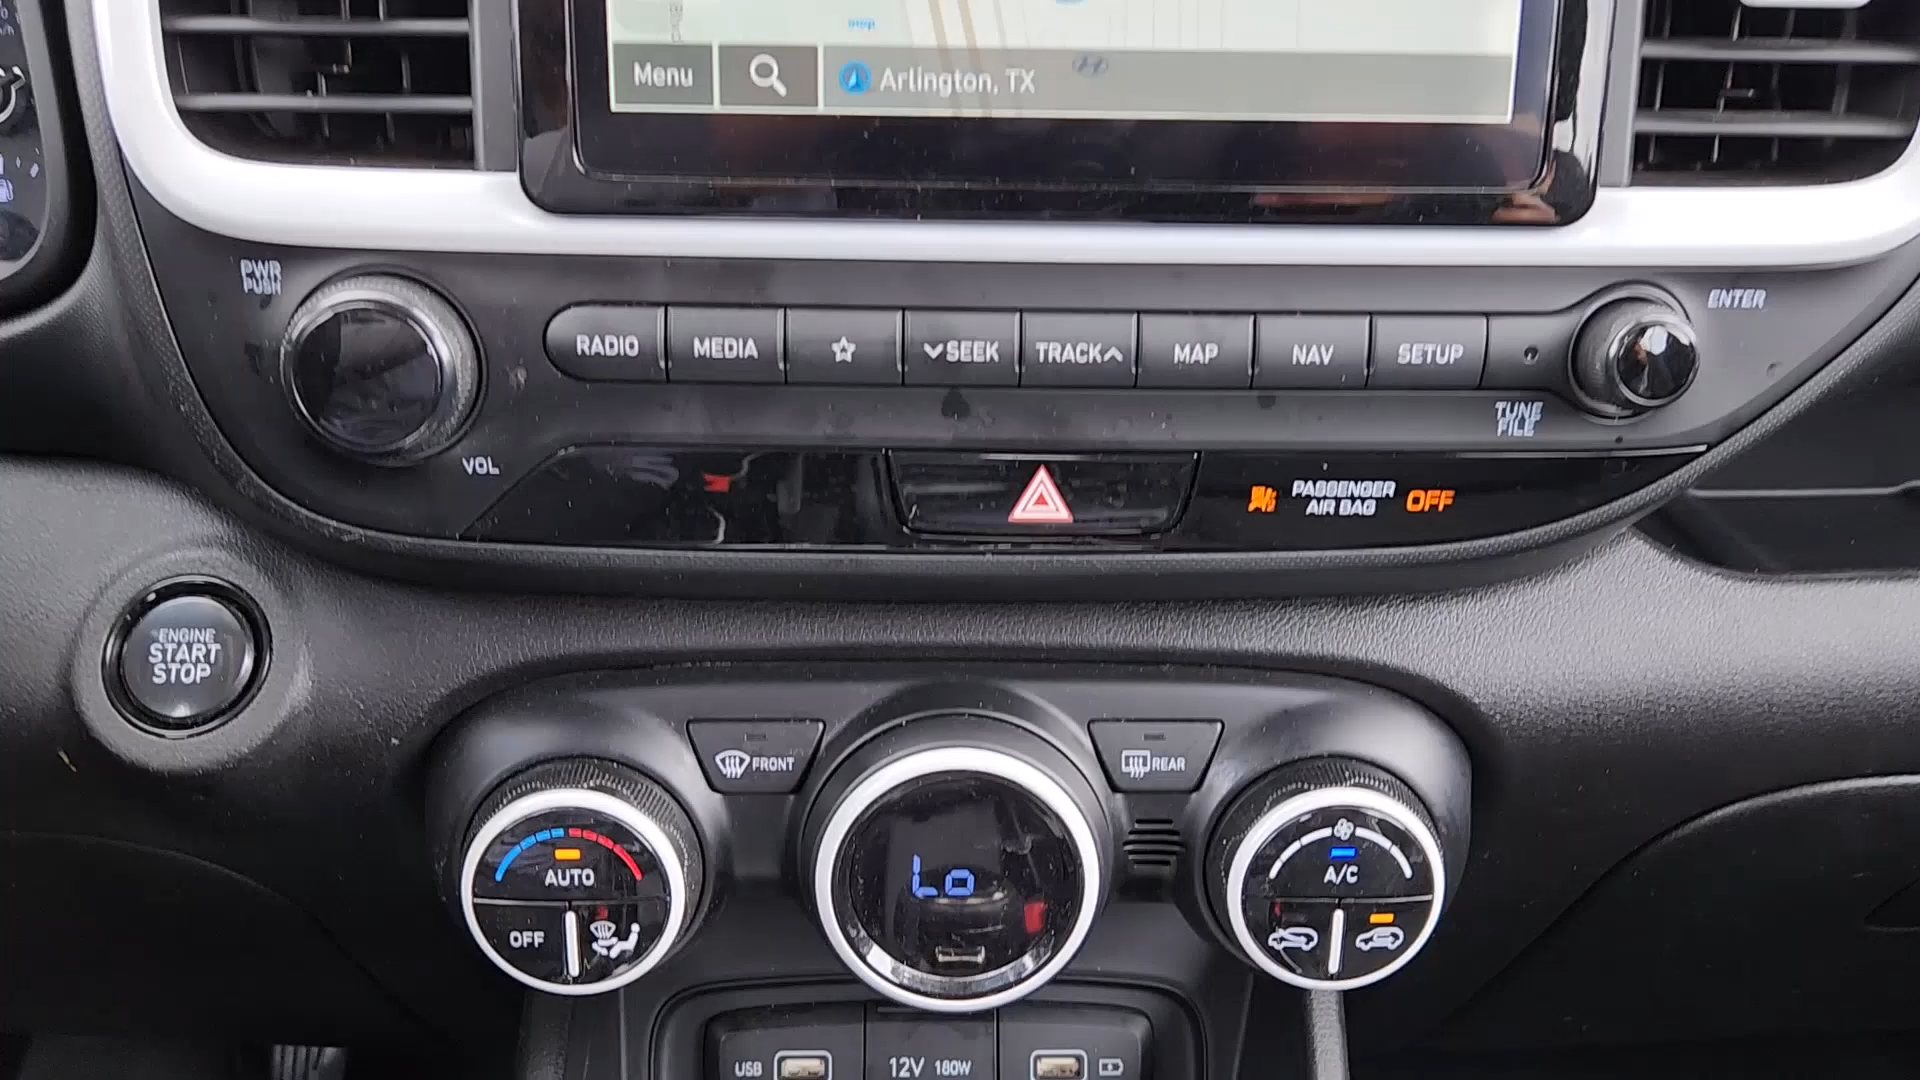 Menu
Arlington, TX
PWR
PUSH
VOL
RADIO
MEDIA
SEEK
TRACK
MAP
NAV
SETUP
ENTER
TUNE
FILE
PASSENGER
AIR BAG
OFF
ENGINE
START
STOP
FRONT
REAR
AUTO
OFF
Lo
A/C
USB
12V 180W